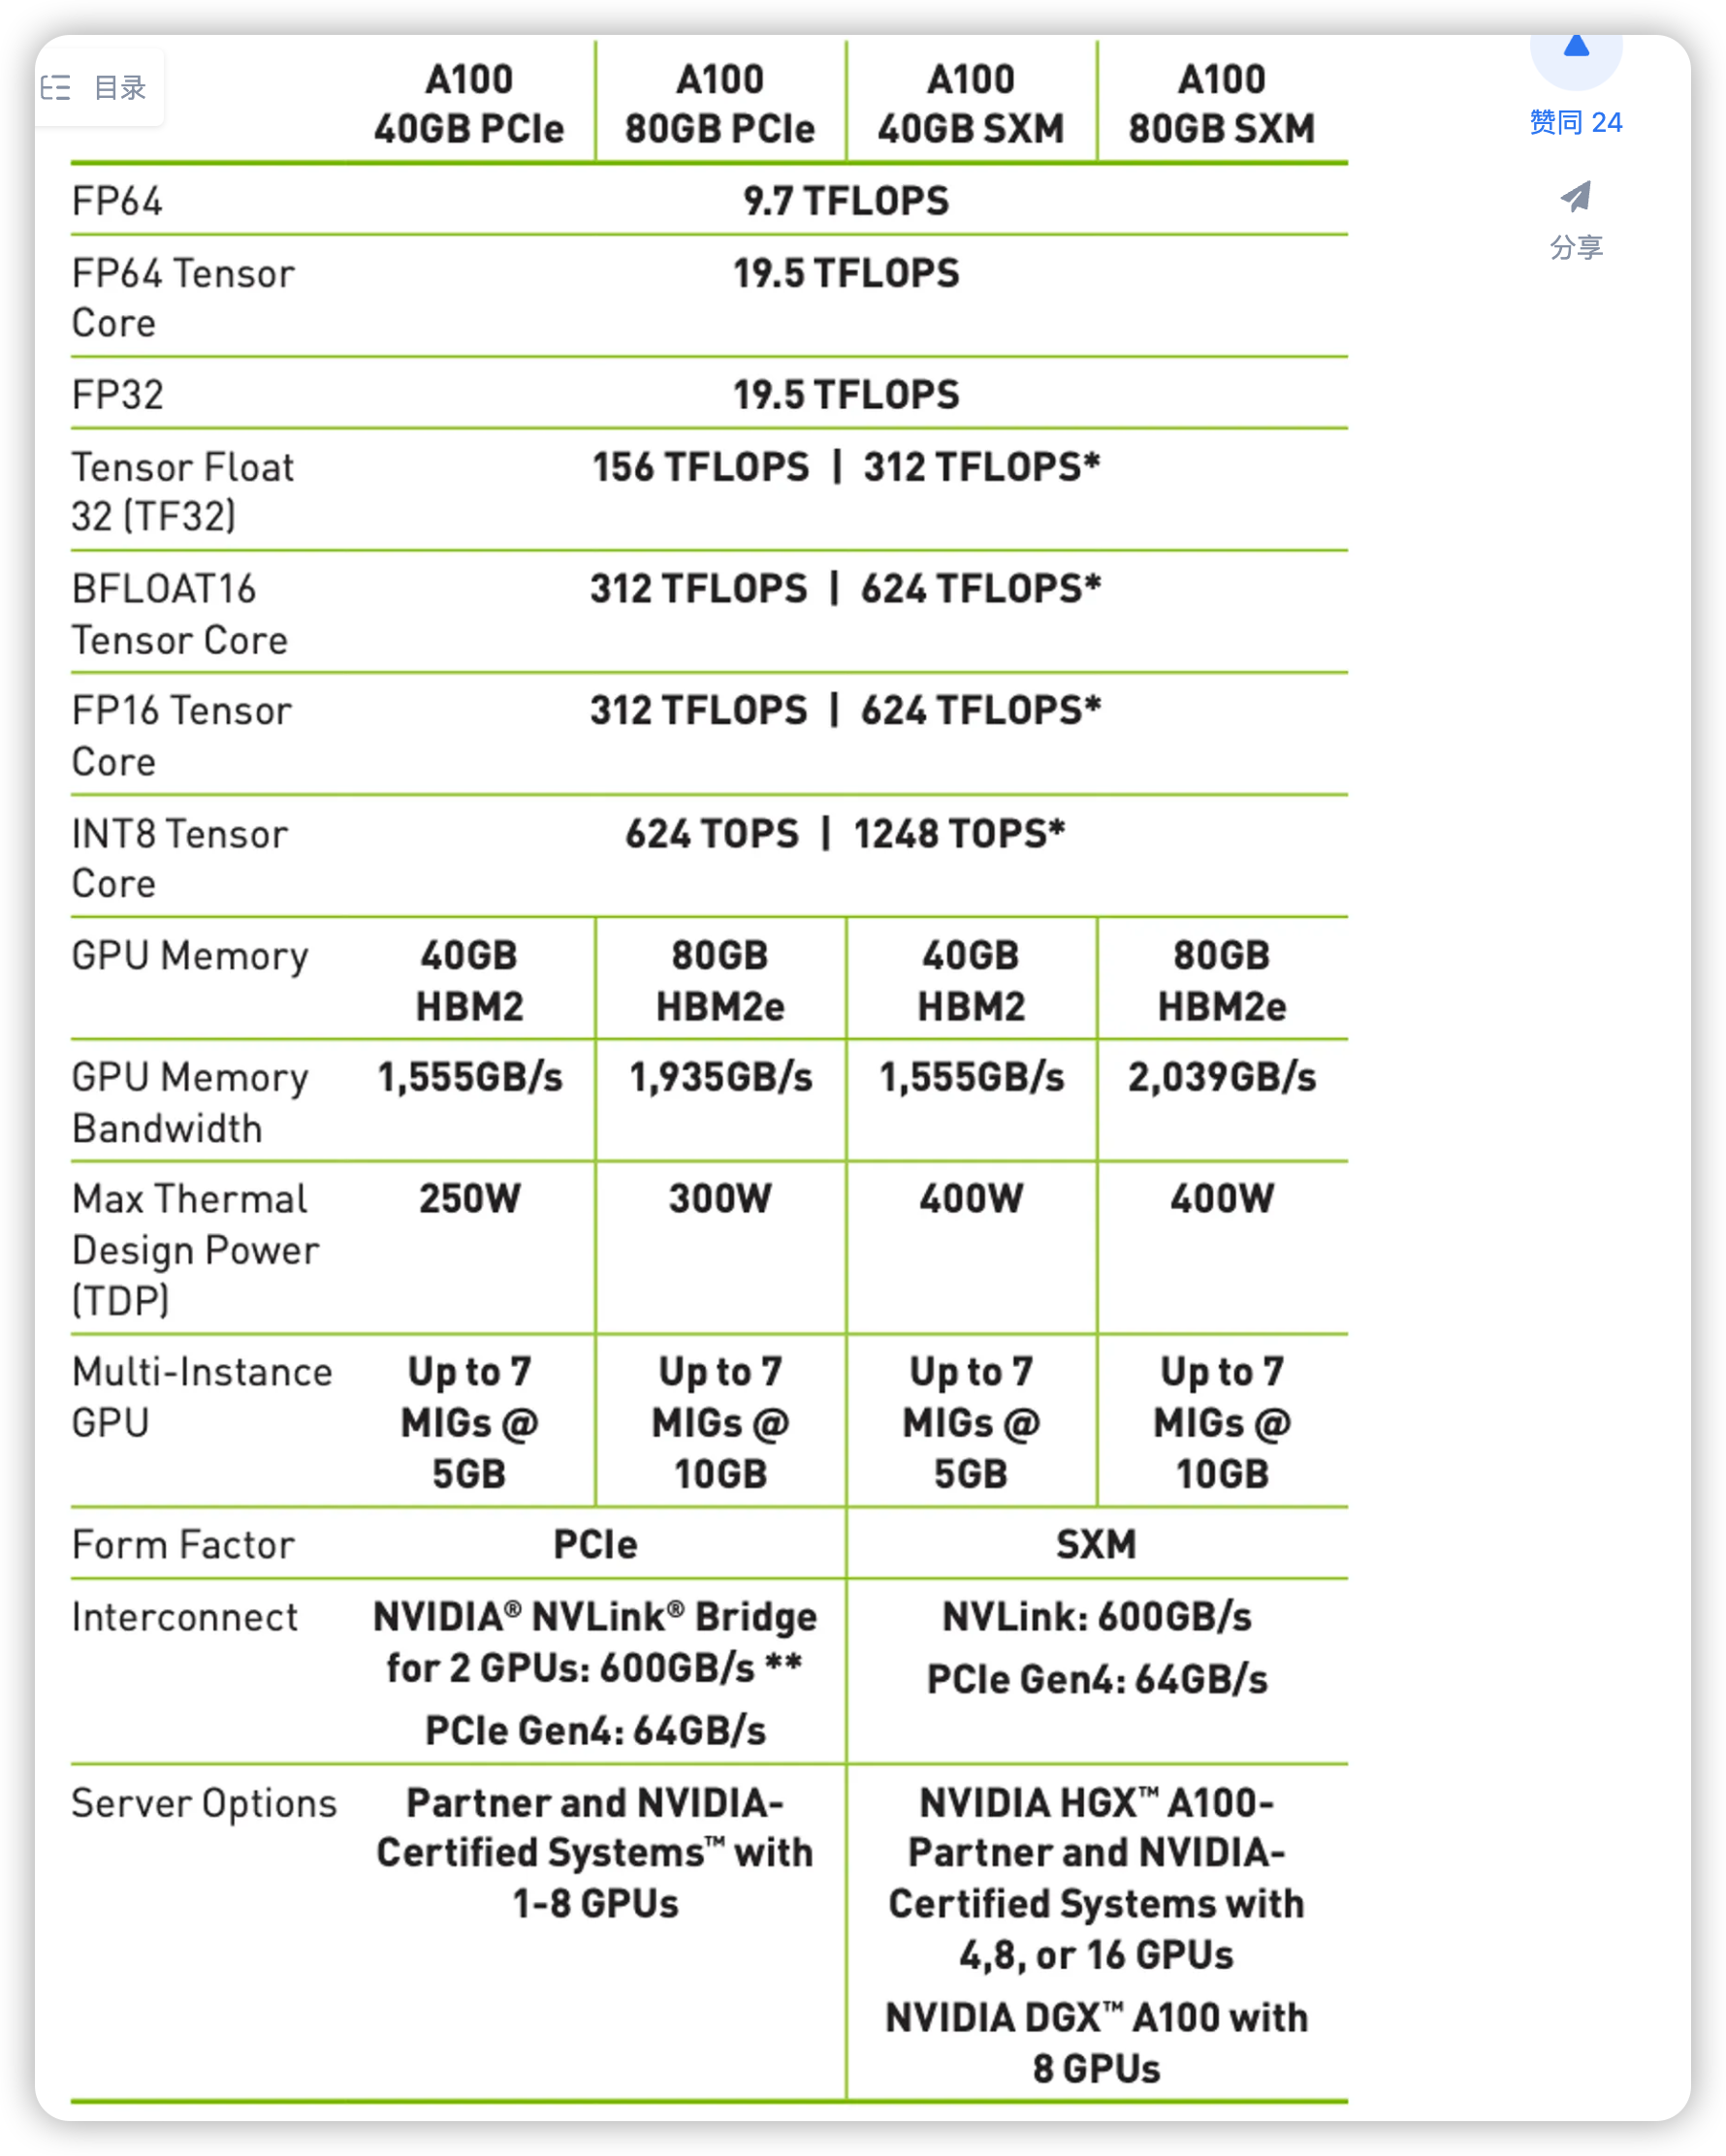 目录
赞同 24
分享
A100 A100 A100 A100
40GB PCIe 80GB PCIe 40GB SXM 80GB SXM
FP64 9.7 TFLOPS
FP64 Tensor 19.5 TFLOPS
Core
FP32 19.5 TFLOPS
Tensor Float 156 TFLOPS | 312 TFLOPS*
32 (TF32)
BFLOAT16 312 TFLOPS | 624 TFLOPS*
Tensor Core
FP16 Tensor 312 TFLOPS | 624 TFLOPS*
Core
INT8 Tensor 624 TOPS | 1248 TOPS*
Core
GPU Memory 40GB 80GB 40GB 80GB
HBM2 HBM2e HBM2 HBM2e
GPU Memory 1,555GB/s 1,935GB/s 1,555GB/s 2,039GB/s
Bandwidth
Max Thermal 250W 300W 400W 400W
Design Power
(TDP)
Multi-Instance Up to 7 Up to 7 Up to 7 Up to 7
GPU MIGs @ MIGs @ MIGs @ MIGs @
5GB 10GB 5GB 10GB
Form Factor PCIe SXM
Interconnect NVIDIA® NVLink® Bridge NVLink: 600GB/s
for 2 GPUs: 600GB/s ** PCIe Gen4: 64GB/s
PCIe Gen4: 64GB/s
Server Options Partner and NVIDIA- NVIDIA HGX™ A100-
Certified Systems™ with Partner and NVIDIA-
1-8 GPUs Certified Systems with
4,8, or 16 GPUs
NVIDIA DGX™ A100 with
8 GPUs